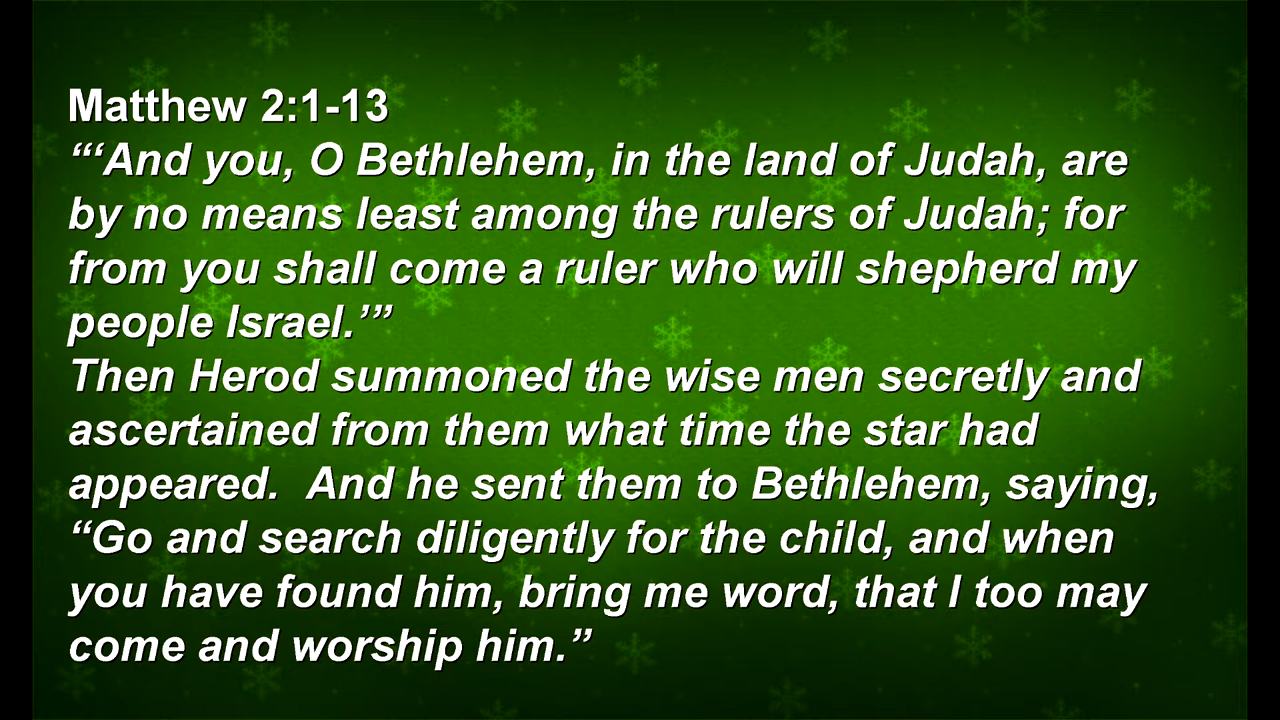 Matthew 2:1-13
“‘And you, O Bethlehem, in the land of Judah, are
by no means least among the rulers of Judah; for
from you shall come a ruler who will shepherd my
people Israel.’”
Then Herod summoned the wise men secretly and
ascertained from them what time the star had
appeared.  And he sent them to Bethlehem, saying,
“Go and search diligently for the child, and when
you have found him, bring me word, that I too may
come and worship him.”